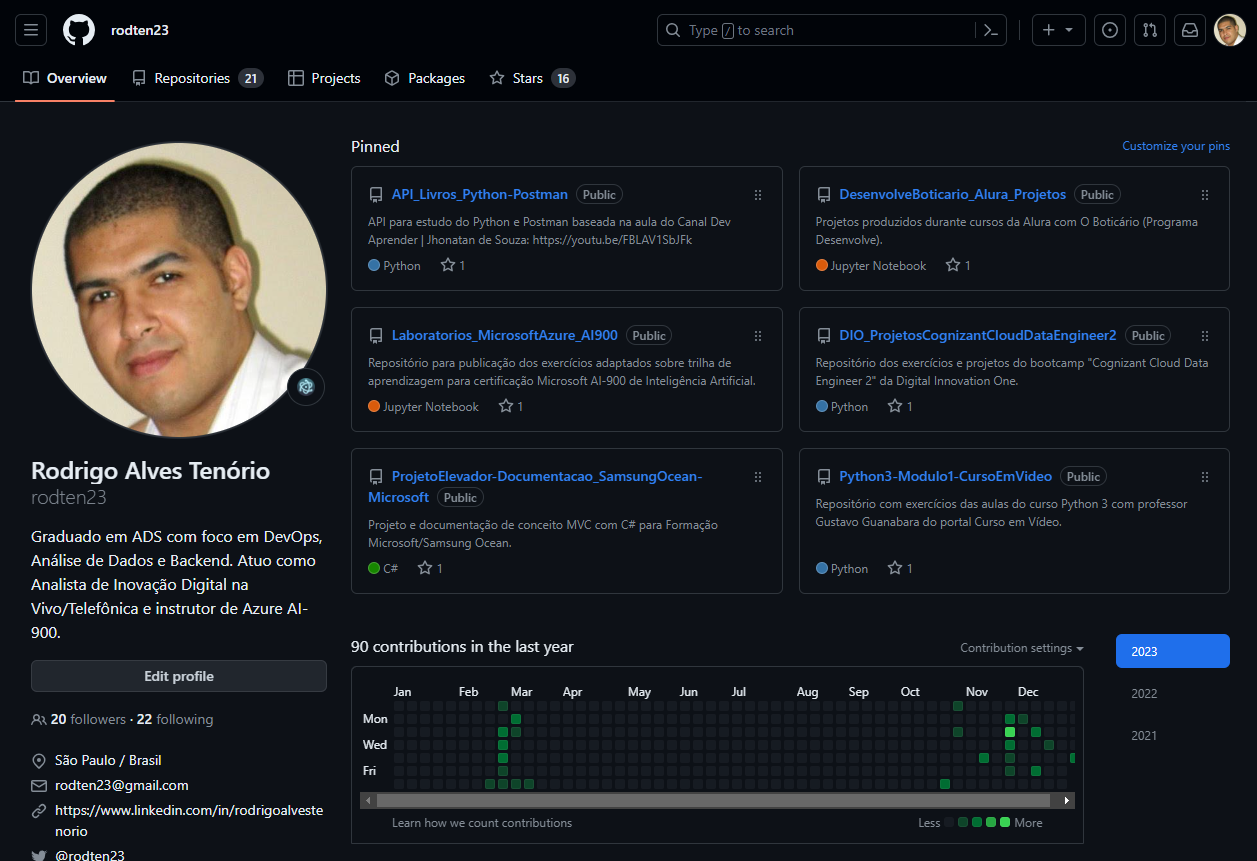 rodten23
Type / to search
Overview
Repositories 21
Projects
Packages
Stars 16
Rodrigo Alves Tenório
rodten23
Graduado em ADS com foco em DevOps,
Análise de Dados e Backend. Atuo como
Analista de Inovação Digital na
Vivo/Telefônica e instrutor de Azure AI-
900.
Edit profile
20 followers · 22 following
São Paulo / Brasil
rodten23@gmail.com
https://www.linkedin.com/in/rodrigoalveste
norio
@rodten23
Pinned
Customize your pins
API_Livros_Python-Postman Public
API para estudo do Python e Postman baseada na aula do Canal Dev
Aprender | Jhonatan de Souza: https://youtu.be/FBLAV1SbJFk
Python 1
DesenvolveBoticario_Alura_Projetos Public
Projetos produzidos durante cursos da Alura com O Boticário (Programa
Desenvolve).
Jupyter Notebook 1
Laboratorios_MicrosoftAzure_AI900 Public
Repositório para publicação dos exercícios adaptados sobre trilha de
aprendizagem para certificação Microsoft AI-900 de Inteligência Artificial.
Jupyter Notebook 1
DIO_ProjetosCognizantCloudDataEngineer2 Public
Repositório dos exercícios e projetos do bootcamp "Cognizant Cloud Data
Engineer 2" da Digital Innovation One.
Python 1
ProjetoElevador-Documentacao_SamsungOcean-
Microsoft Public
Projeto e documentação de conceito MVC com C# para Formação
Microsoft/Samsung Ocean.
C# 1
Python3-Modulo1-CursoEmVideo Public
Repositório com exercícios das aulas do curso Python 3 com professor
Gustavo Guanabara do portal Curso em Vídeo.
Python 1
90 contributions in the last year
Contribution settings
Jan Feb Mar Apr May Jun Jul Aug Sep Oct Nov Dec
Mon
Wed
Fri
Learn how we count contributions
Less More
2023
2022
2021